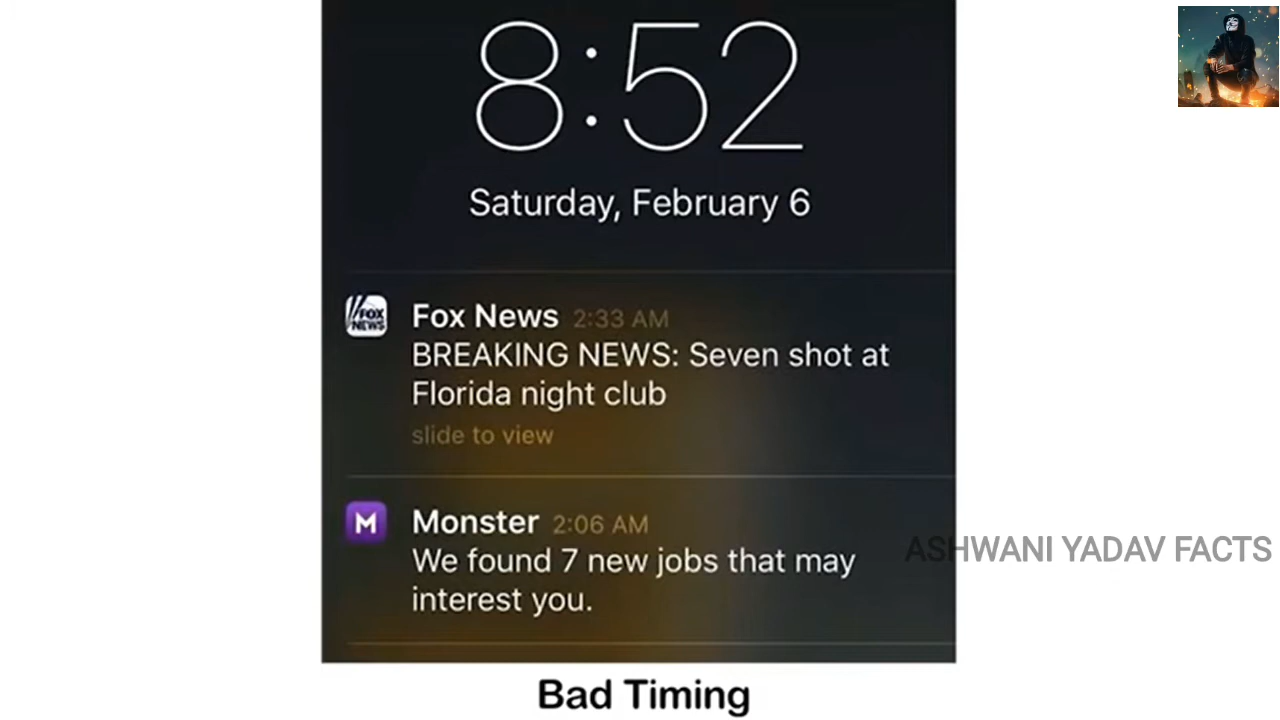 8:52
Saturday, February 6
FOX
NEWS
Fox News 2:33 AM
BREAKING NEWS: Seven shot at
Florida night club
slide to view
M
Monster 2:06 AM
We found 7 new jobs that may
interest you.
ASHWANI YADAV FACTS
Bad Timing